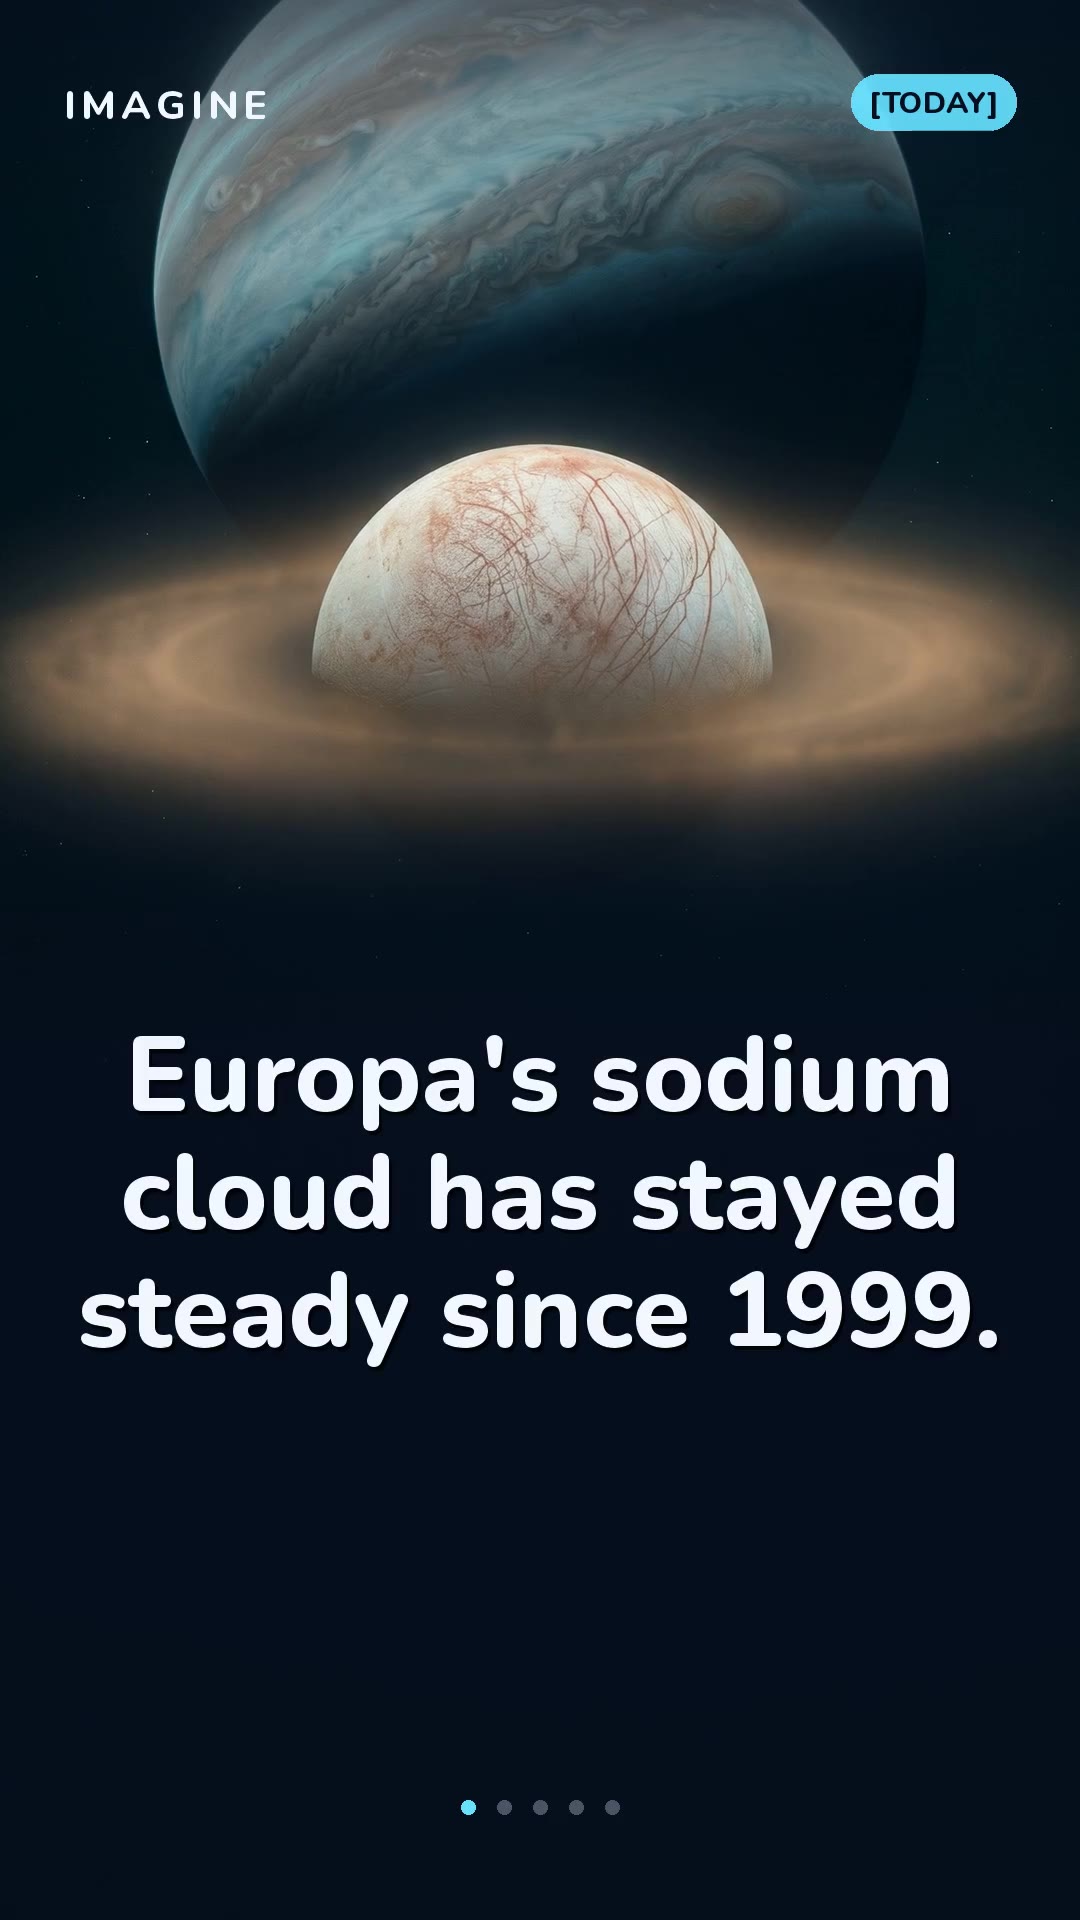 IMAGINE
[TODAY]
Europa's sodium
cloud has stayed
steady since 1999.